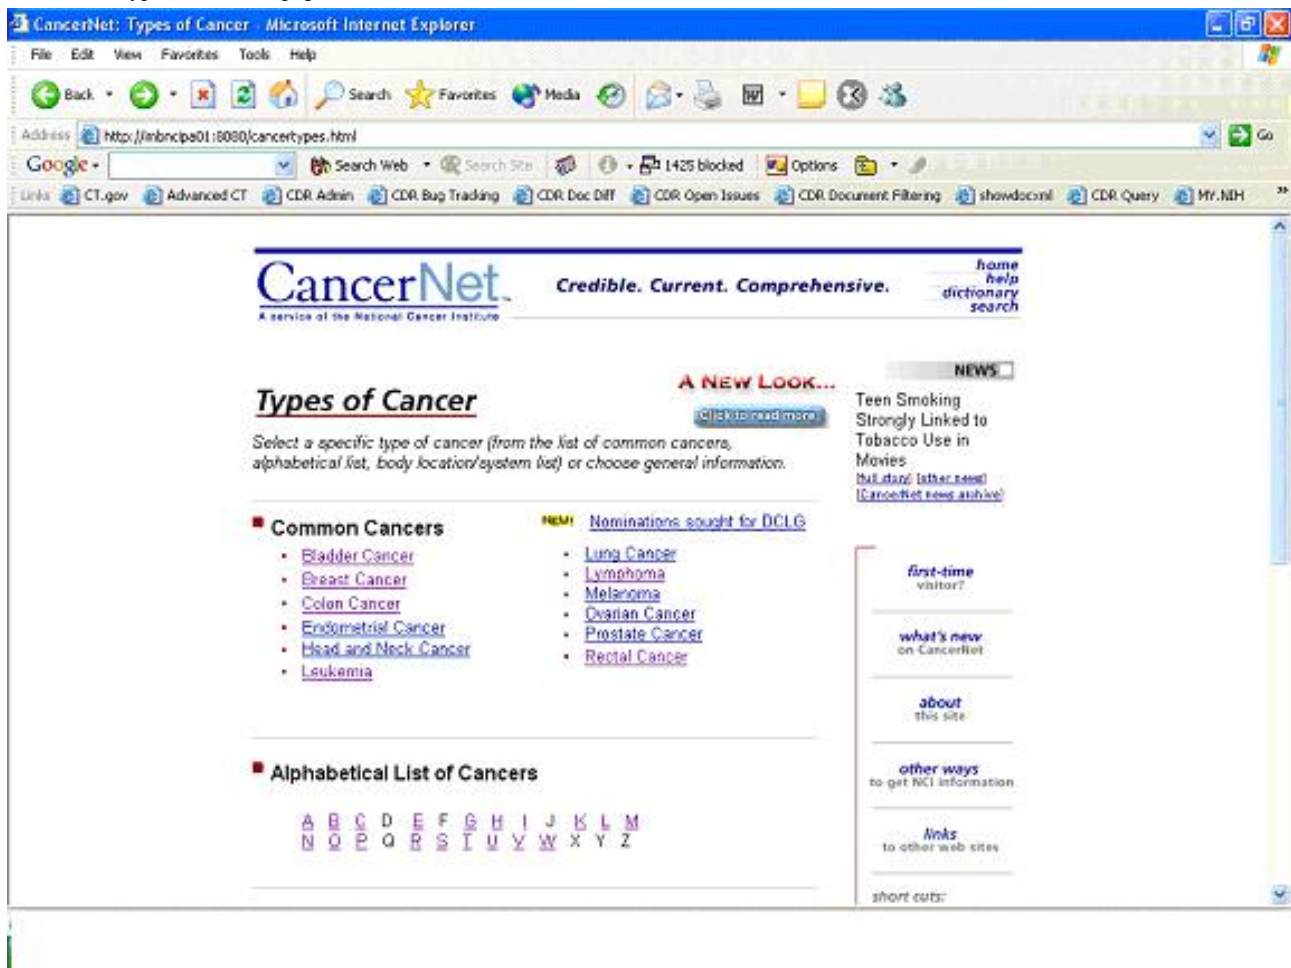 CancerNet: Types of Cancer - Microsoft Internet Explorer
File Edit View Favorites Tools Help
Back Search Favorites Media
Address http://imbncipa01:8080/cancertypes.html Go
Google Search Web Search Site 1425 blocked Options
Links CT.gov Advanced CT CDR Admin CDR Bug Tracking CDR Doc Diff CDR Open Issues CDR Document Filtering showdocxml CDR Query MY.NIH »
CancerNet™
A service of the National Cancer Institute
Credible. Current. Comprehensive.
home
help
dictionary
search
Types of Cancer
A NEW LOOK...
Click to read more
Select a specific type of cancer (from the list of common cancers,
alphabetical list, body location/system list) or choose general information.
Common Cancers
Bladder Cancer
Breast Cancer
Colon Cancer
Endometrial Cancer
Head and Neck Cancer
Leukemia
NEW! Nominations sought for DCLG
Lung Cancer
Lymphoma
Melanoma
Ovarian Cancer
Prostate Cancer
Rectal Cancer
Alphabetical List of Cancers
A B C D E F G H I J K L M
N O P Q R S T U V W X Y Z
NEWS
Teen Smoking
Strongly Linked to
Tobacco Use in
Movies
[full story] [other news]
[CancerNet news archive]
first-time
visitor?
what's new
on CancerNet
about
this site
other ways
to get NCI information
links
to other web sites
short cuts: